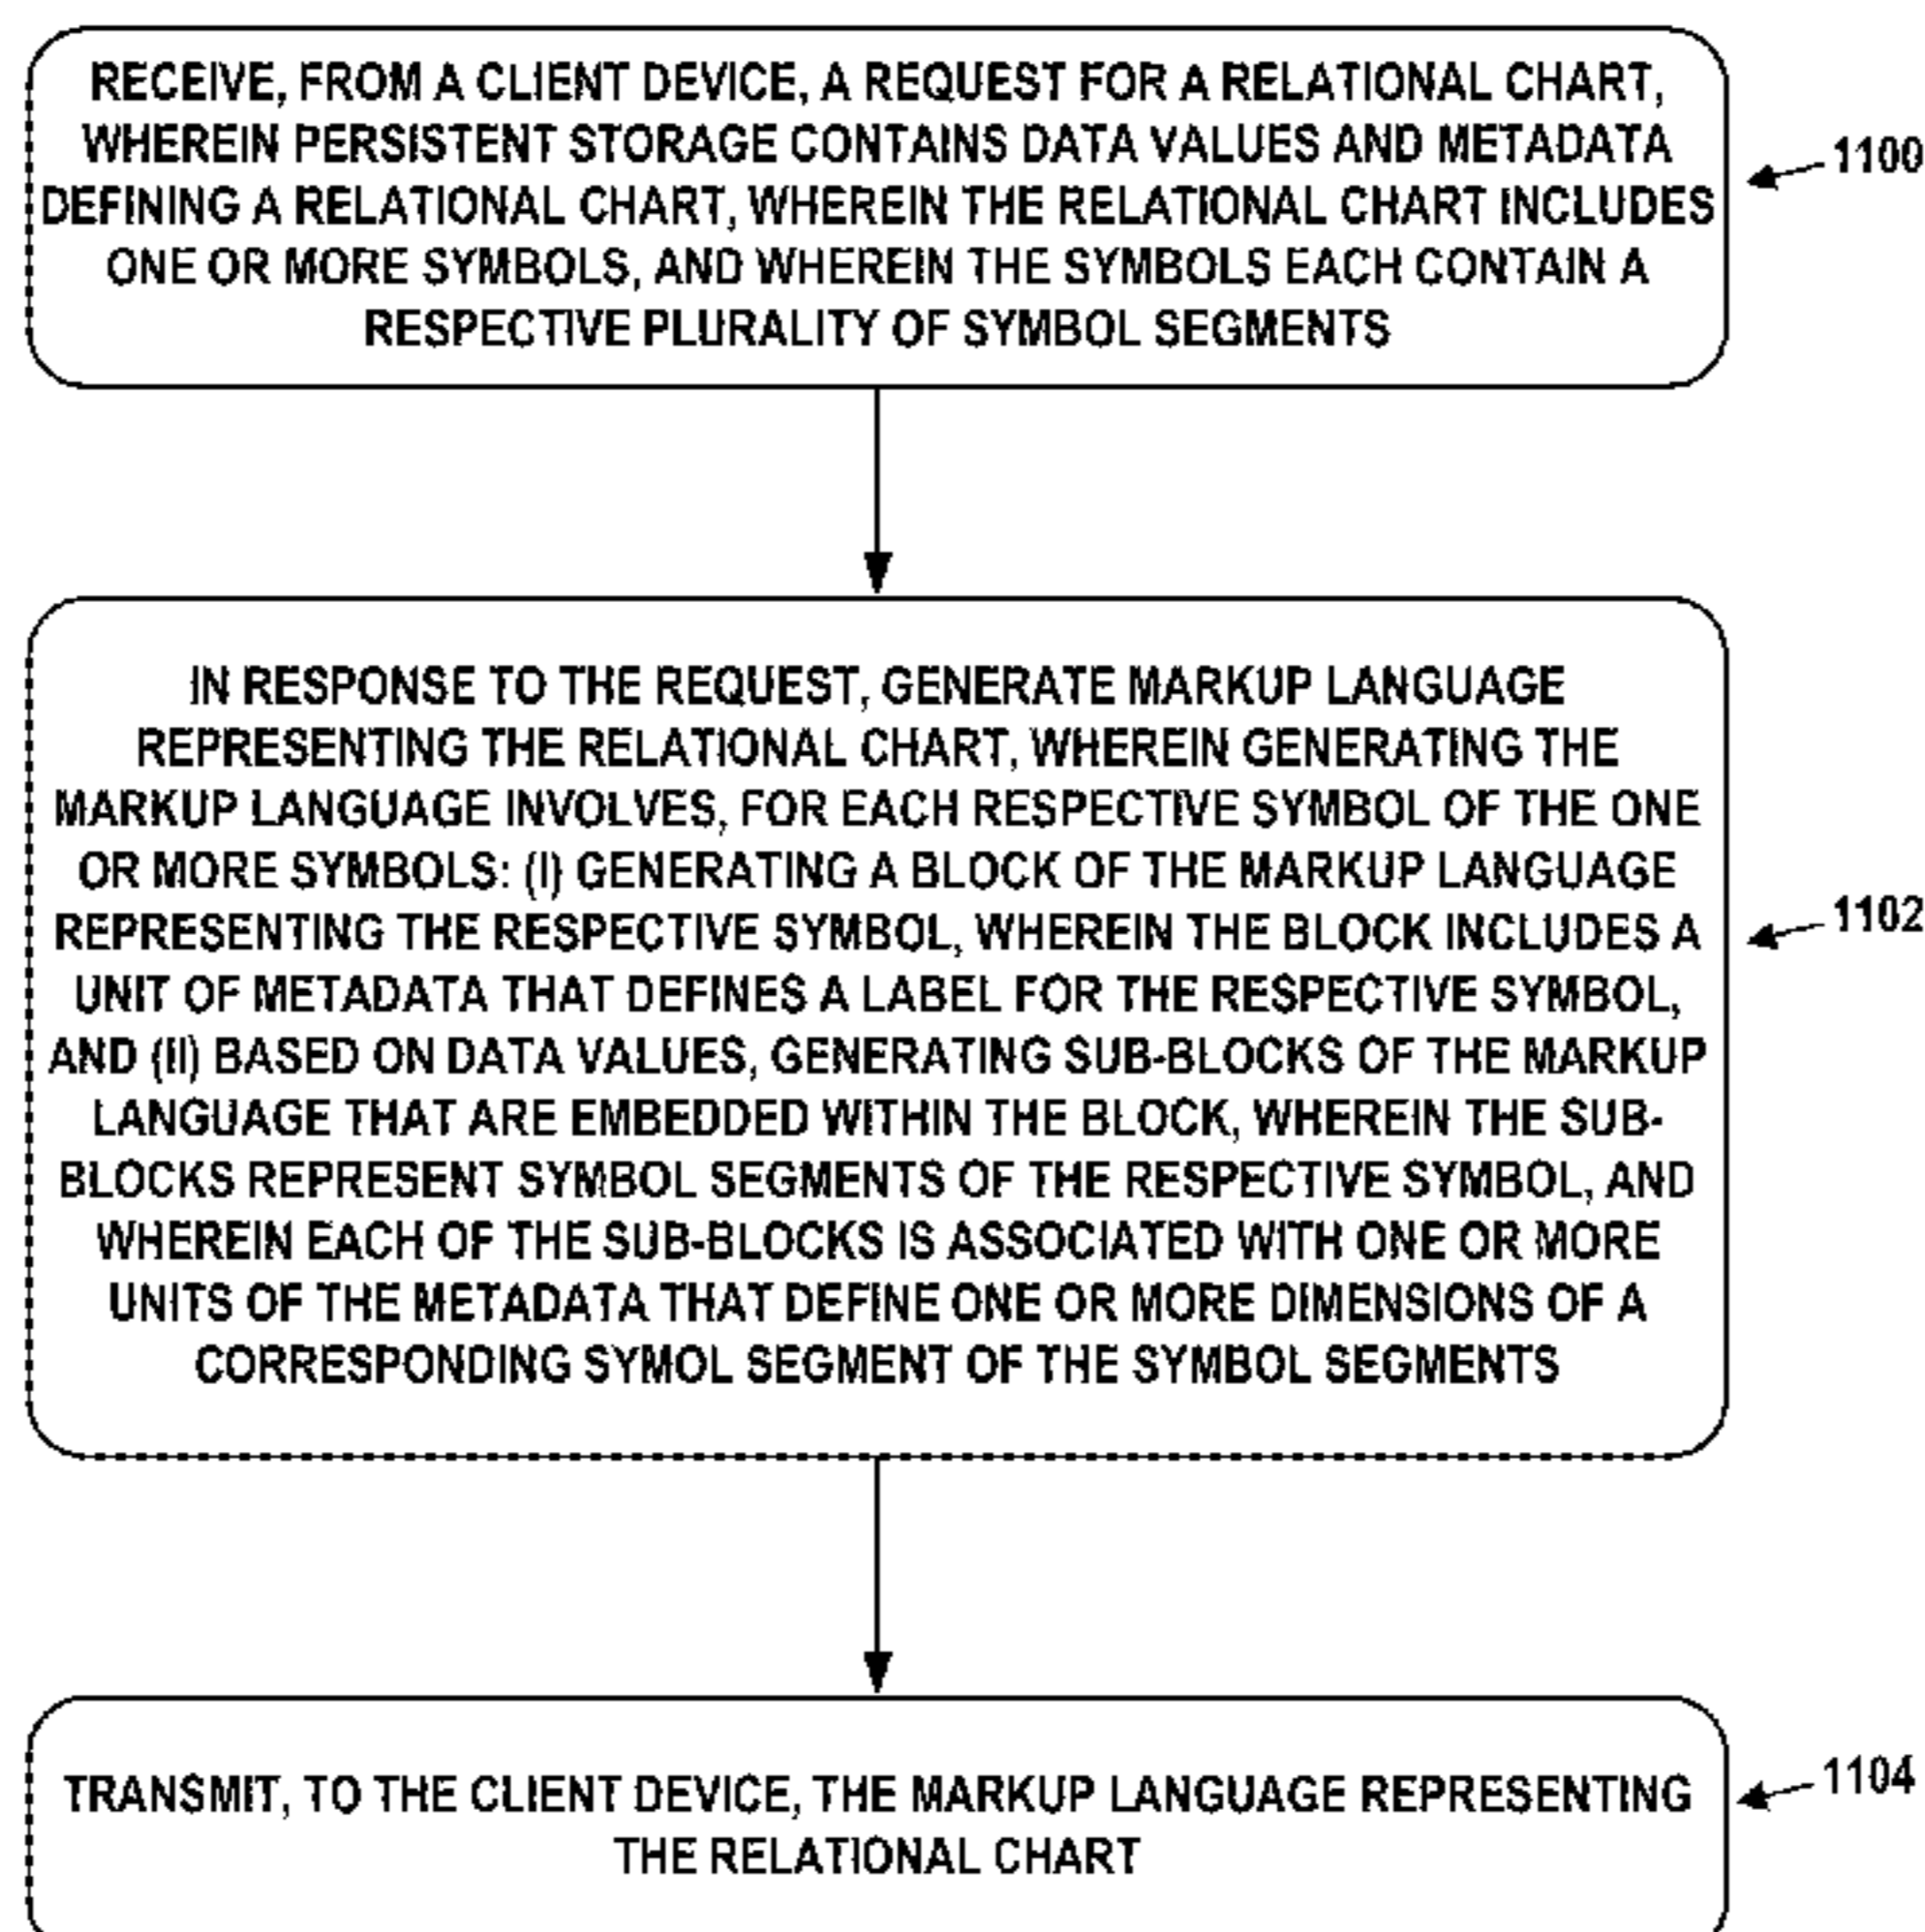 RECEIVE, FROM A CLIENT DEVICE, A REQUEST FOR A RELATIONAL CHART,
WHEREIN PERSISTENT STORAGE CONTAINS DATA VALUES AND METADATA
DEFINING A RELATIONAL CHART, WHEREIN THE RELATIONAL CHART INCLUDES
ONE OR MORE SYMBOLS, AND WHEREIN THE SYMBOLS EACH CONTAIN A
RESPECTIVE PLURALITY OF SYMBOL SEGMENTS
1100
IN RESPONSE TO THE REQUEST, GENERATE MARKUP LANGUAGE
REPRESENTING THE RELATIONAL CHART, WHEREIN GENERATING THE
MARKUP LANGUAGE INVOLVES, FOR EACH RESPECTIVE SYMBOL OF THE ONE
OR MORE SYMBOLS: (I) GENERATING A BLOCK OF THE MARKUP LANGUAGE
REPRESENTING THE RESPECTIVE SYMBOL, WHEREIN THE BLOCK INCLUDES A
UNIT OF METADATA THAT DEFINES A LABEL FOR THE RESPECTIVE SYMBOL,
AND (II) BASED ON DATA VALUES, GENERATING SUB-BLOCKS OF THE MARKUP
LANGUAGE THAT ARE EMBEDDED WITHIN THE BLOCK, WHEREIN THE SUB-
BLOCKS REPRESENT SYMBOL SEGMENTS OF THE RESPECTIVE SYMBOL, AND
WHEREIN EACH OF THE SUB-BLOCKS IS ASSOCIATED WITH ONE OR MORE
UNITS OF THE METADATA THAT DEFINE ONE OR MORE DIMENSIONS OF A
CORRESPONDING SYMOL SEGMENT OF THE SYMBOL SEGMENTS
1102
TRANSMIT, TO THE CLIENT DEVICE, THE MARKUP LANGUAGE REPRESENTING
THE RELATIONAL CHART
1104